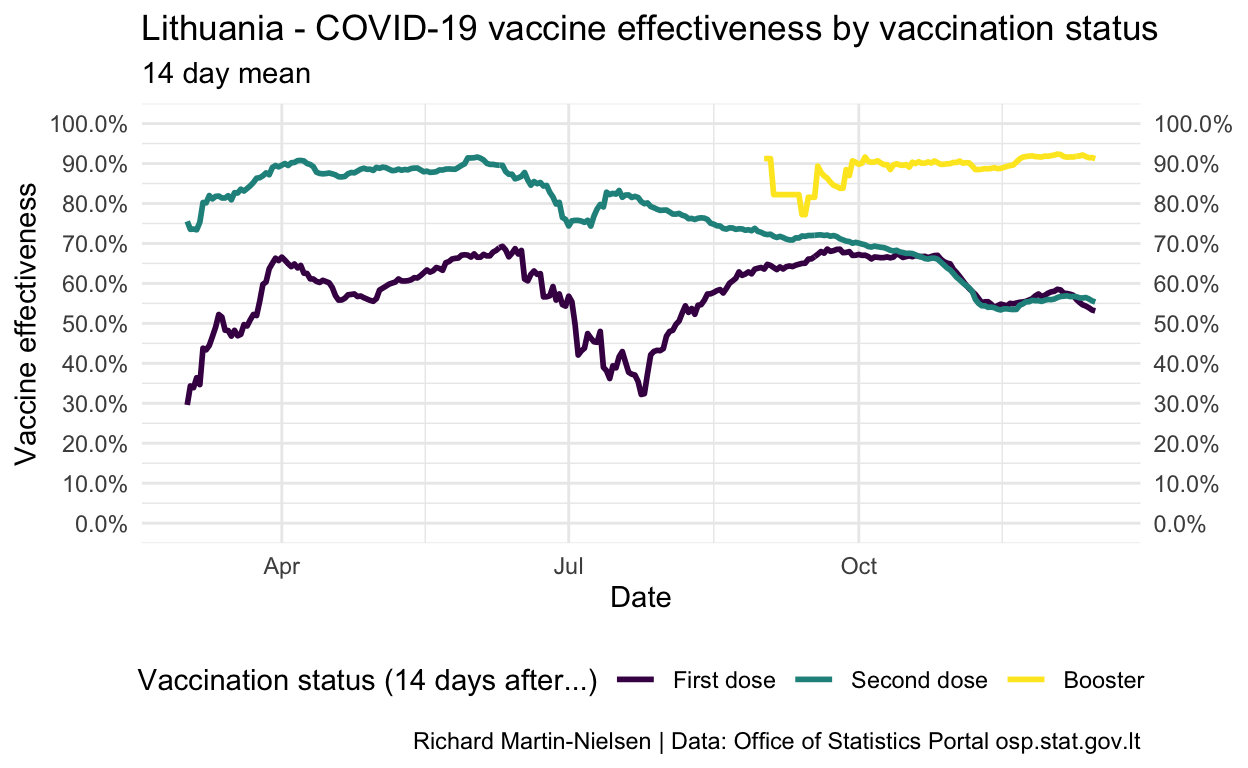 Lithuania - COVID-19 vaccine effectiveness by vaccination status
14 day mean
Vaccine effectiveness
100.0% 100.0%
90.0% 90.0%
80.0% 80.0%
70.0% 70.0%
60.0% 60.0%
50.0% 50.0%
40.0% 40.0%
30.0% 30.0%
20.0% 20.0%
10.0% 10.0%
0.0% 0.0%
Apr Jul Oct
Date
Vaccination status (14 days after...) First dose Second dose Booster
Richard Martin-Nielsen | Data: Office of Statistics Portal osp.stat.gov.lt